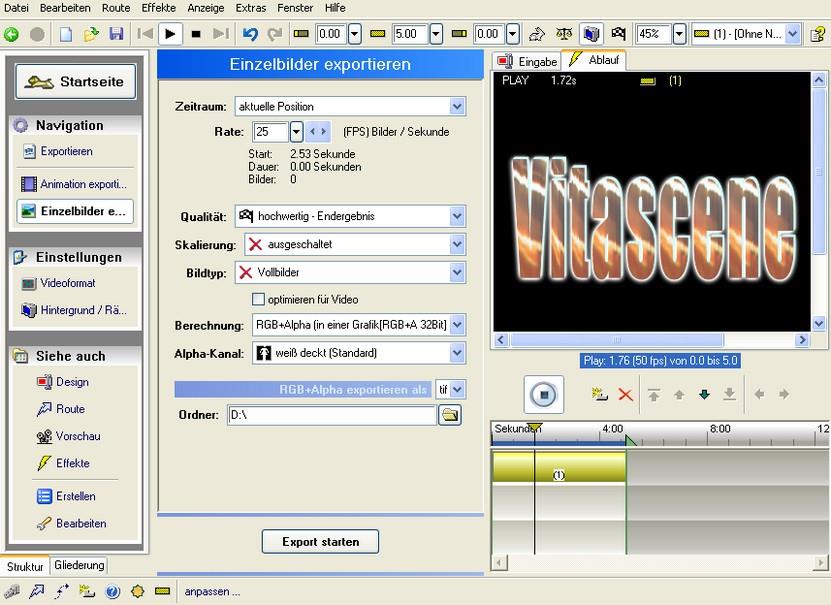 Datei Bearbeiten Route Effekte Anzeige Extras Fenster Hilfe
0.00 5.00 0.00 45% (1) - [Ohne N...
Startseite
Navigation
Exportieren
Animation exporti...
Einzelbilder e...
Einstellungen
Videoformat
Hintergrund / Rä...
Siehe auch
Design
Route
Vorschau
Effekte
Erstellen
Bearbeiten
Struktur Gliederung
Einzelbilder exportieren
Zeitraum: aktuelle Position
Rate: 25 (FPS) Bilder / Sekunde
Start: 2.53 Sekunde
Dauer: 0.00 Sekunden
Bilder: 0
Qualität: hochwertig - Endergebnis
Skalierung: ausgeschaltet
Bildtyp: Vollbilder
optimieren für Video
Berechnung: RGB+Alpha (in einer Grafik[RGB+A 32Bit]
Alpha-Kanal: weiß deckt (Standard)
RGB+Alpha exportieren als tif
Ordner: D:\
Export starten
Eingabe Ablauf
PLAY 1.72s (1)
Vitascene
Play: 1.76 (50 fps) von 0.0 bis 5.0
Sekunden 4:00 8:00 12
(1)
anpassen ...